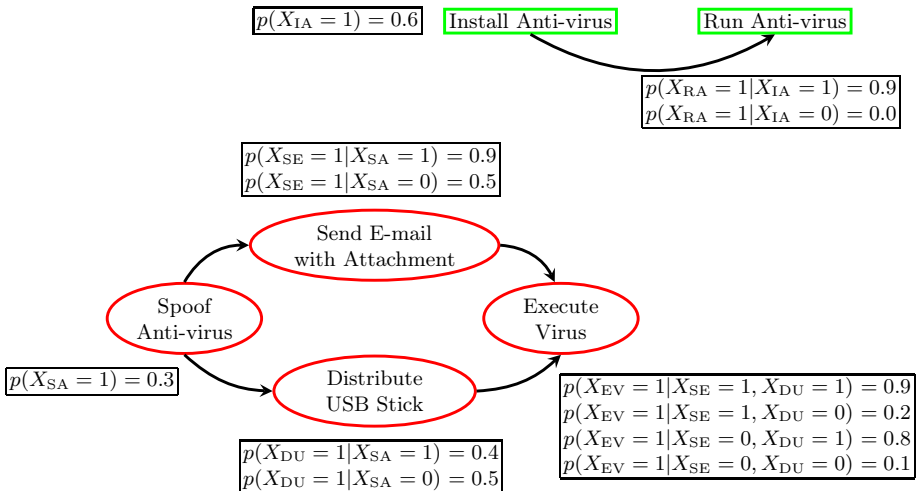 p(X_IA = 1) = 0.6
Install Anti-virus
Run Anti-virus
p(X_RA = 1|X_IA = 1) = 0.9
p(X_RA = 1|X_IA = 0) = 0.0
p(X_SE = 1|X_SA = 1) = 0.9
p(X_SE = 1|X_SA = 0) = 0.5
Send E-mail
with Attachment
Spoof
Anti-virus
Execute
Virus
p(X_SA = 1) = 0.3
Distribute
USB Stick
p(X_DU = 1|X_SA = 1) = 0.4
p(X_DU = 1|X_SA = 0) = 0.5
p(X_EV = 1|X_SE = 1, X_DU = 1) = 0.9
p(X_EV = 1|X_SE = 1, X_DU = 0) = 0.2
p(X_EV = 1|X_SE = 0, X_DU = 1) = 0.8
p(X_EV = 1|X_SE = 0, X_DU = 0) = 0.1